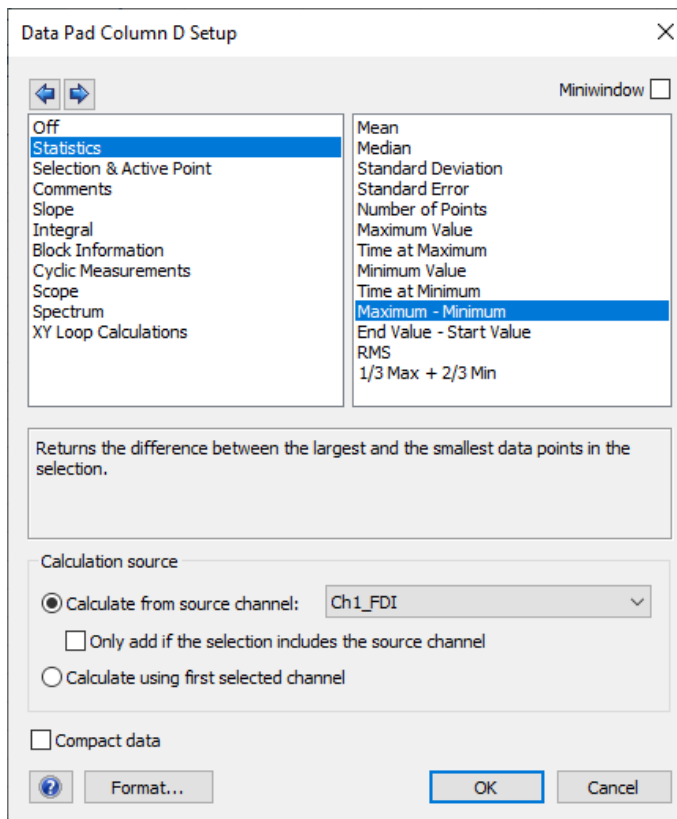 Data Pad Column D Setup
Miniwindow
Off
Statistics
Selection & Active Point
Comments
Slope
Integral
Block Information
Cyclic Measurements
Scope
Spectrum
XY Loop Calculations
Mean
Median
Standard Deviation
Standard Error
Number of Points
Maximum Value
Time at Maximum
Minimum Value
Time at Minimum
Maximum - Minimum
End Value - Start Value
RMS
1/3 Max + 2/3 Min
Returns the difference between the largest and the smallest data points in the
selection.
Calculation source
Calculate from source channel: Ch1_FDI
Only add if the selection includes the source channel
Calculate using first selected channel
Compact data
? Format... OK Cancel